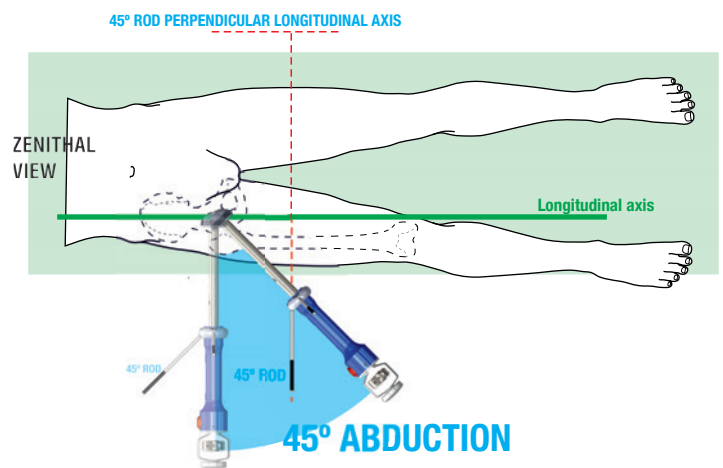 45º ROD PERPENDICULAR LONGITUDINAL AXIS
ZENITHAL
VIEW
Longitudinal axis
45º ROD
45º ROD
45º ABDUCTION